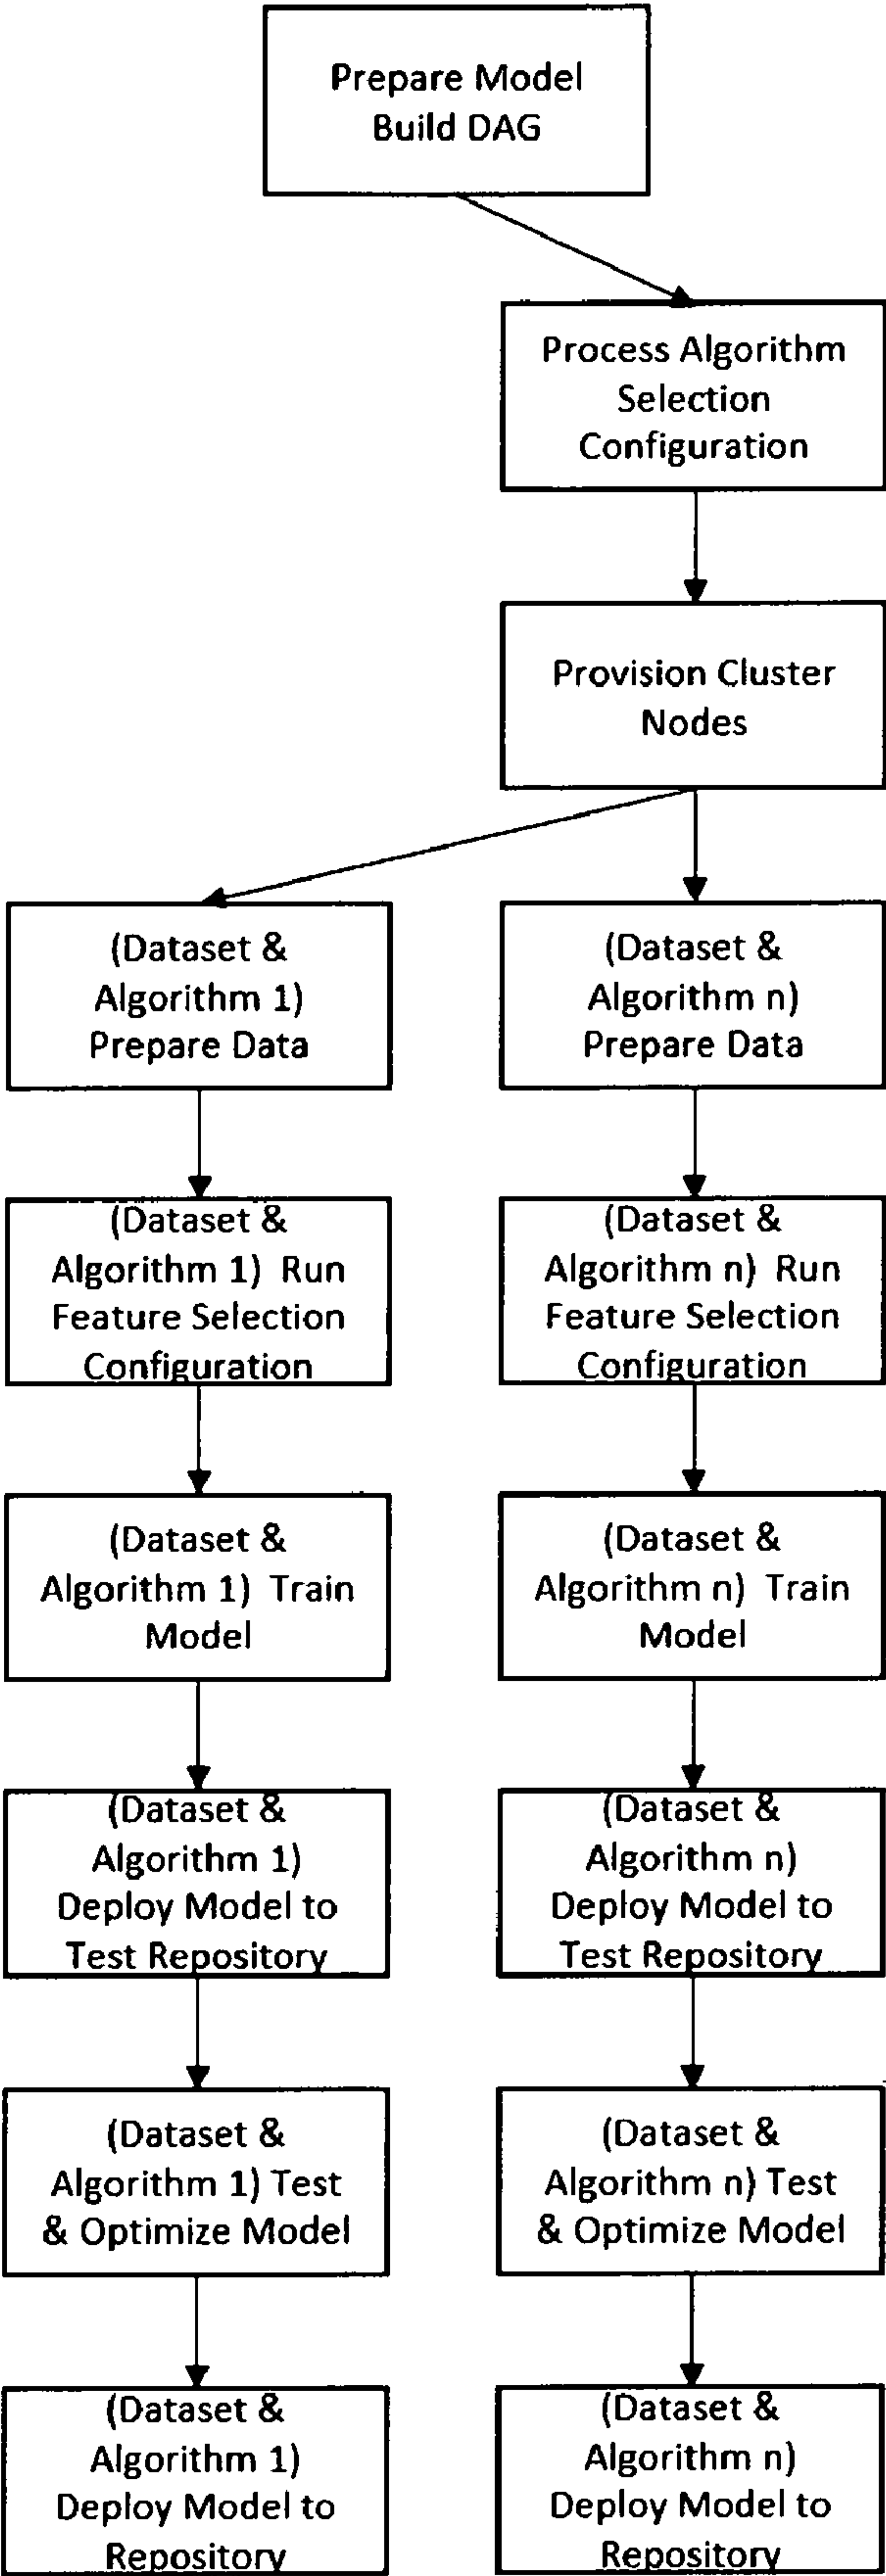 Prepare Model
Build DAG
Process Algorithm
Selection
Configuration
Provision Cluster
Nodes
(Dataset &
Algorithm 1)
Prepare Data
(Dataset &
Algorithm n)
Prepare Data
(Dataset &
Algorithm 1) Run
Feature Selection
Configuration
(Dataset &
Algorithm n) Run
Feature Selection
Configuration
(Dataset &
Algorithm 1) Train
Model
(Dataset &
Algorithm n) Train
Model
(Dataset &
Algorithm 1)
Deploy Model to
Test Repository
(Dataset &
Algorithm n)
Deploy Model to
Test Repository
(Dataset &
Algorithm 1) Test
& Optimize Model
(Dataset &
Algorithm n) Test
& Optimize Model
(Dataset &
Algorithm 1)
Deploy Model to
Repository
(Dataset &
Algorithm n)
Deploy Model to
Repository